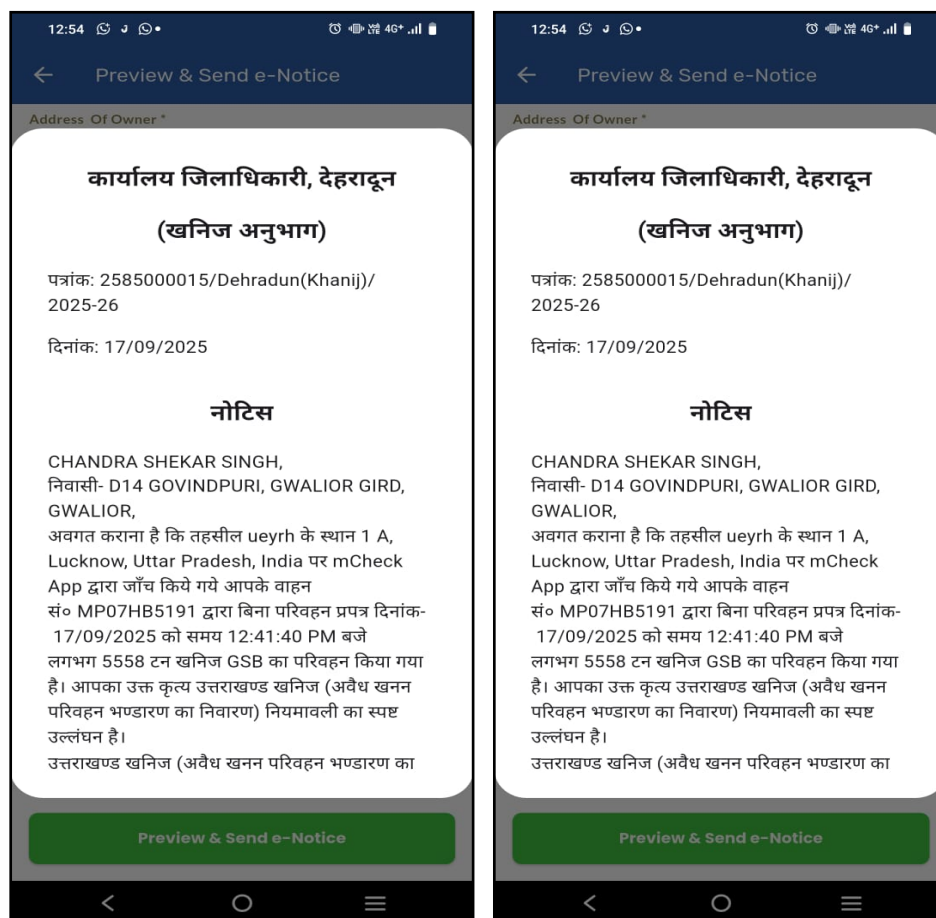 12:54
4G+
Preview & Send e-Notice
Address Of Owner *
कार्यालय जिलाधिकारी, देहरादून
(खनिज अनुभाग)
पत्रांक: 2585000015/Dehradun(Khanij)/
2025-26
दिनांक: 17/09/2025
नोटिस
CHANDRA SHEKAR SINGH,
निवासी- D14 GOVINDPURI, GWALIOR GIRD,
GWALIOR,
अवगत कराना है कि तहसील ueyrh के स्थान 1 A,
Lucknow, Uttar Pradesh, India पर mCheck
App द्वारा जाँच किये गये आपके वाहन
सं० MP07HB5191 द्वारा बिना परिवहन प्रपत्र दिनांक-
17/09/2025 को समय 12:41:40 PM बजे
लगभग 5558 टन खनिज GSB का परिवहन किया गया
है। आपका उक्त कृत्य उत्तराखण्ड खनिज (अवैध खनन
परिवहन भण्डारण का निवारण) नियमावली का स्पष्ट
उल्लंघन है।
उत्तराखण्ड खनिज (अवैध खनन परिवहन भण्डारण का
Preview & Send e-Notice
12:54
4G+
Preview & Send e-Notice
Address Of Owner *
कार्यालय जिलाधिकारी, देहरादून
(खनिज अनुभाग)
पत्रांक: 2585000015/Dehradun(Khanij)/
2025-26
दिनांक: 17/09/2025
नोटिस
CHANDRA SHEKAR SINGH,
निवासी- D14 GOVINDPURI, GWALIOR GIRD,
GWALIOR,
अवगत कराना है कि तहसील ueyrh के स्थान 1 A,
Lucknow, Uttar Pradesh, India पर mCheck
App द्वारा जाँच किये गये आपके वाहन
सं० MP07HB5191 द्वारा बिना परिवहन प्रपत्र दिनांक-
17/09/2025 को समय 12:41:40 PM बजे
लगभग 5558 टन खनिज GSB का परिवहन किया गया
है। आपका उक्त कृत्य उत्तराखण्ड खनिज (अवैध खनन
परिवहन भण्डारण का निवारण) नियमावली का स्पष्ट
उल्लंघन है।
उत्तराखण्ड खनिज (अवैध खनन परिवहन भण्डारण का
Preview & Send e-Notice